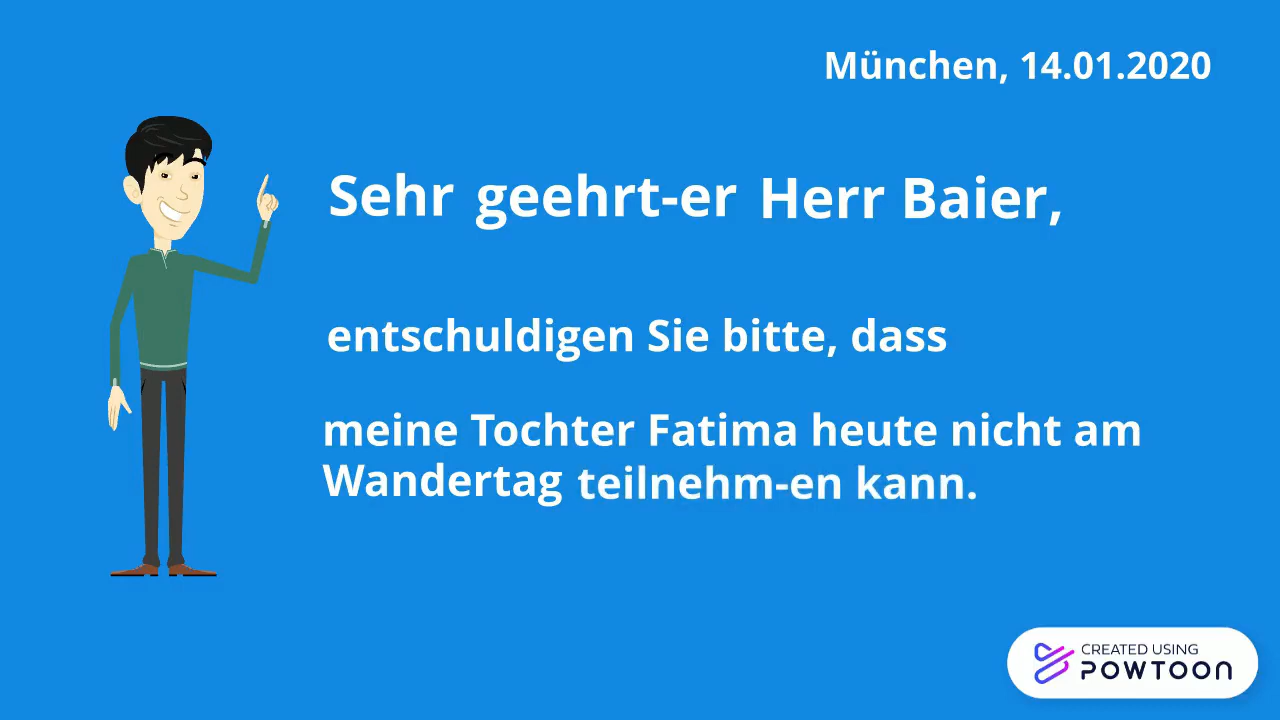 München, 14.01.2020
Sehr geehrt-er Herr Baier,
entschuldigen Sie bitte, dass
meine Tochter Fatima heute nicht am
Wandertag teilnehm-en kann.
CREATED USING
POWTOON